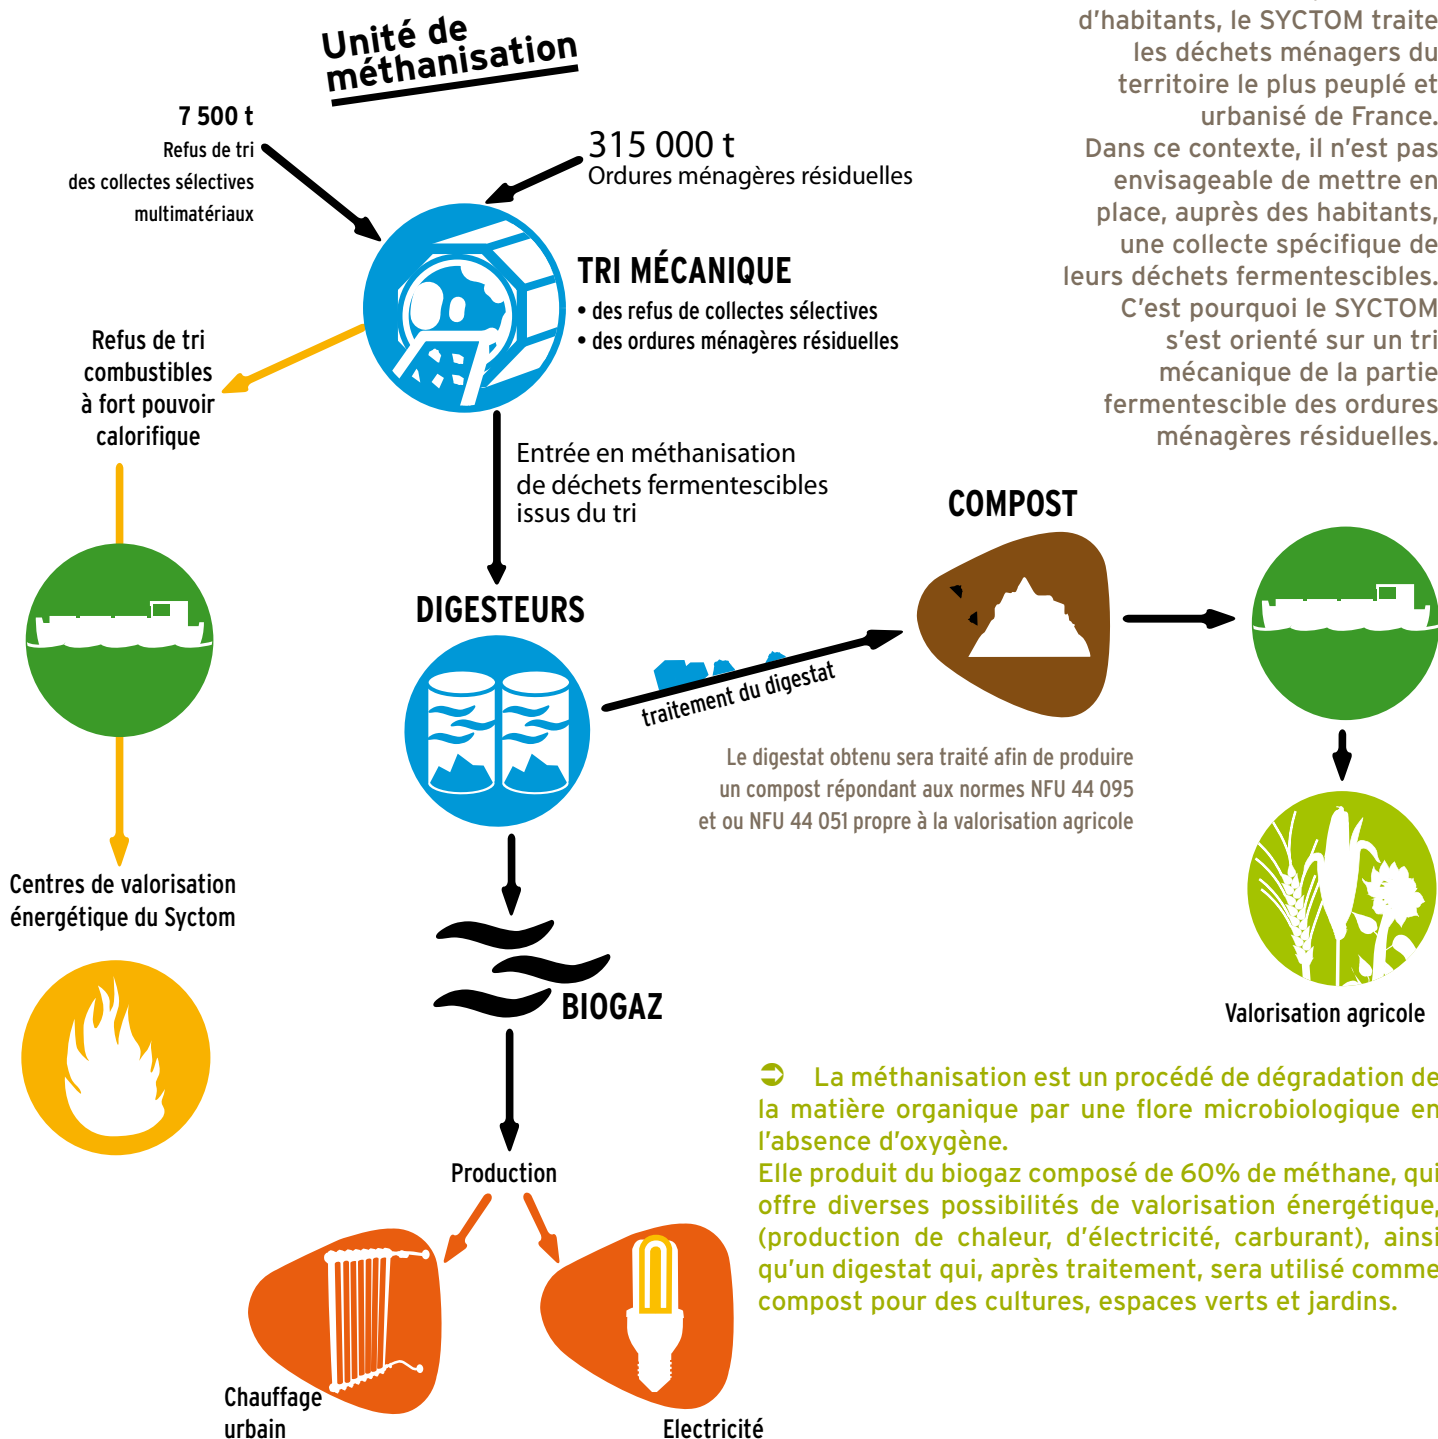 Unité de
méthanisation
7 500 t
Refus de tri
des collectes sélectives
multimatériaux
315 000 t
Ordures ménagères résiduelles
TRI MÉCANIQUE
• des refus de collectes sélectives
• des ordures ménagères résiduelles
d'habitants, le SYCTOM traite
les déchets ménagers du
territoire le plus peuplé et
urbanisé de France.
Dans ce contexte, il n'est pas
envisageable de mettre en
place, auprès des habitants,
une collecte spécifique de
leurs déchets fermentescibles.
C'est pourquoi le SYCTOM
s'est orienté sur un tri
mécanique de la partie
fermentescible des ordures
ménagères résiduelles.
Refus de tri
combustibles
à fort pouvoir
calorifique
Entrée en méthanisation
de déchets fermentescibles
issus du tri
COMPOST
DIGESTEURS
traitement du digestat
Le digestat obtenu sera traité afin de produire
un compost répondant aux normes NFU 44 095
et ou NFU 44 051 propre à la valorisation agricole
Centres de valorisation
énergétique du Syctom
BIOGAZ
Valorisation agricole
➲ La méthanisation est un procédé de dégradation de
la matière organique par une flore microbiologique en
l'absence d'oxygène.
Elle produit du biogaz composé de 60% de méthane, qui
offre diverses possibilités de valorisation énergétique,
(production de chaleur, d'électricité, carburant), ainsi
qu'un digestat qui, après traitement, sera utilisé comme
compost pour des cultures, espaces verts et jardins.
Production
Chauffage
urbain
Electricité